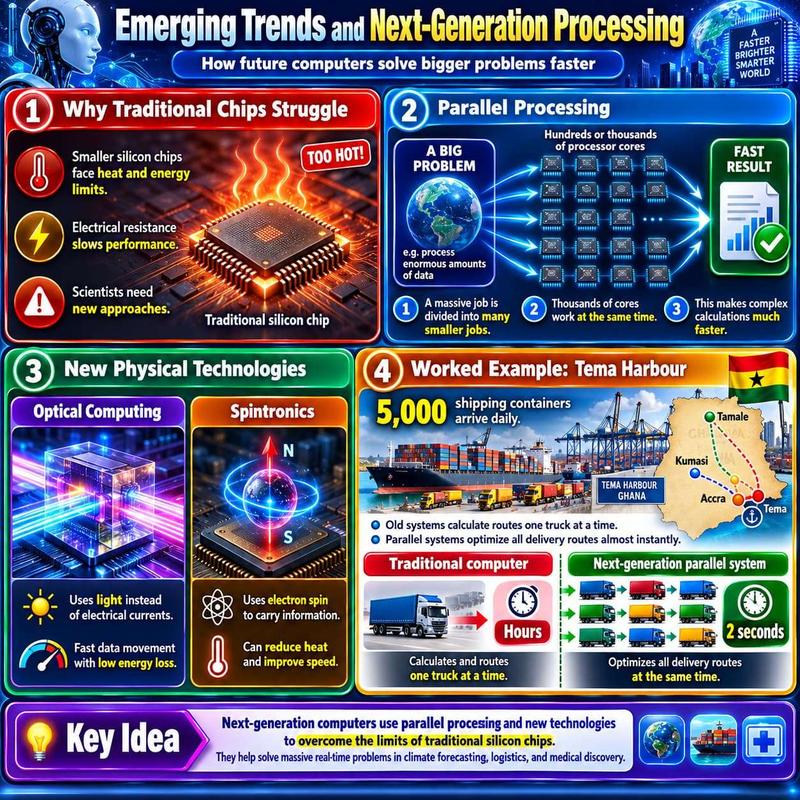 Emerging Trends and Next-Generation Processing
How future computers solve bigger problems faster
A
FASTER
BRIGHTER
SMARTER
WORLD
1 Why Traditional Chips Struggle
Smaller silicon chips
face heat and energy
limits.
Electrical resistance
slows performance.
Scientists need
new approaches.
TOO HOT!
Traditional silicon chip
2 Parallel Processing
A BIG
PROBLEM
e.g. process
enormous amounts
of data
Hundreds or thousands
of processor cores
FAST
RESULT
1 A massive job is
divided into many
smaller jobs.
2 Thousands of cores
work at the same time.
3 This makes complex
calculations much
faster.
3 New Physical Technologies
Optical Computing
Uses light instead
of electrical currents.
Fast data movement
with low energy loss.
Spintronics
N
S
Uses electron spin
to carry information.
Can reduce heat
and improve speed.
4 Worked Example: Tema Harbour
5,000 shipping containers
arrive daily.
TEMA HARBOUR
GHANA
Tamale
Kumasi
Accra
Tema
Old systems calculate routes one truck at a time.
Parallel systems optimize all delivery routes almost instantly.
Traditional computer
Hours
Calculates and routes
one truck at a time.
Next-generation parallel system
2 seconds
Optimizes all delivery routes
at the same time.
Key Idea
Next-generation computers use parallel processing and new technologies
to overcome the limits of traditional silicon chips.
They help solve massive real-time problems in climate forecasting, logistics, and medical discovery.